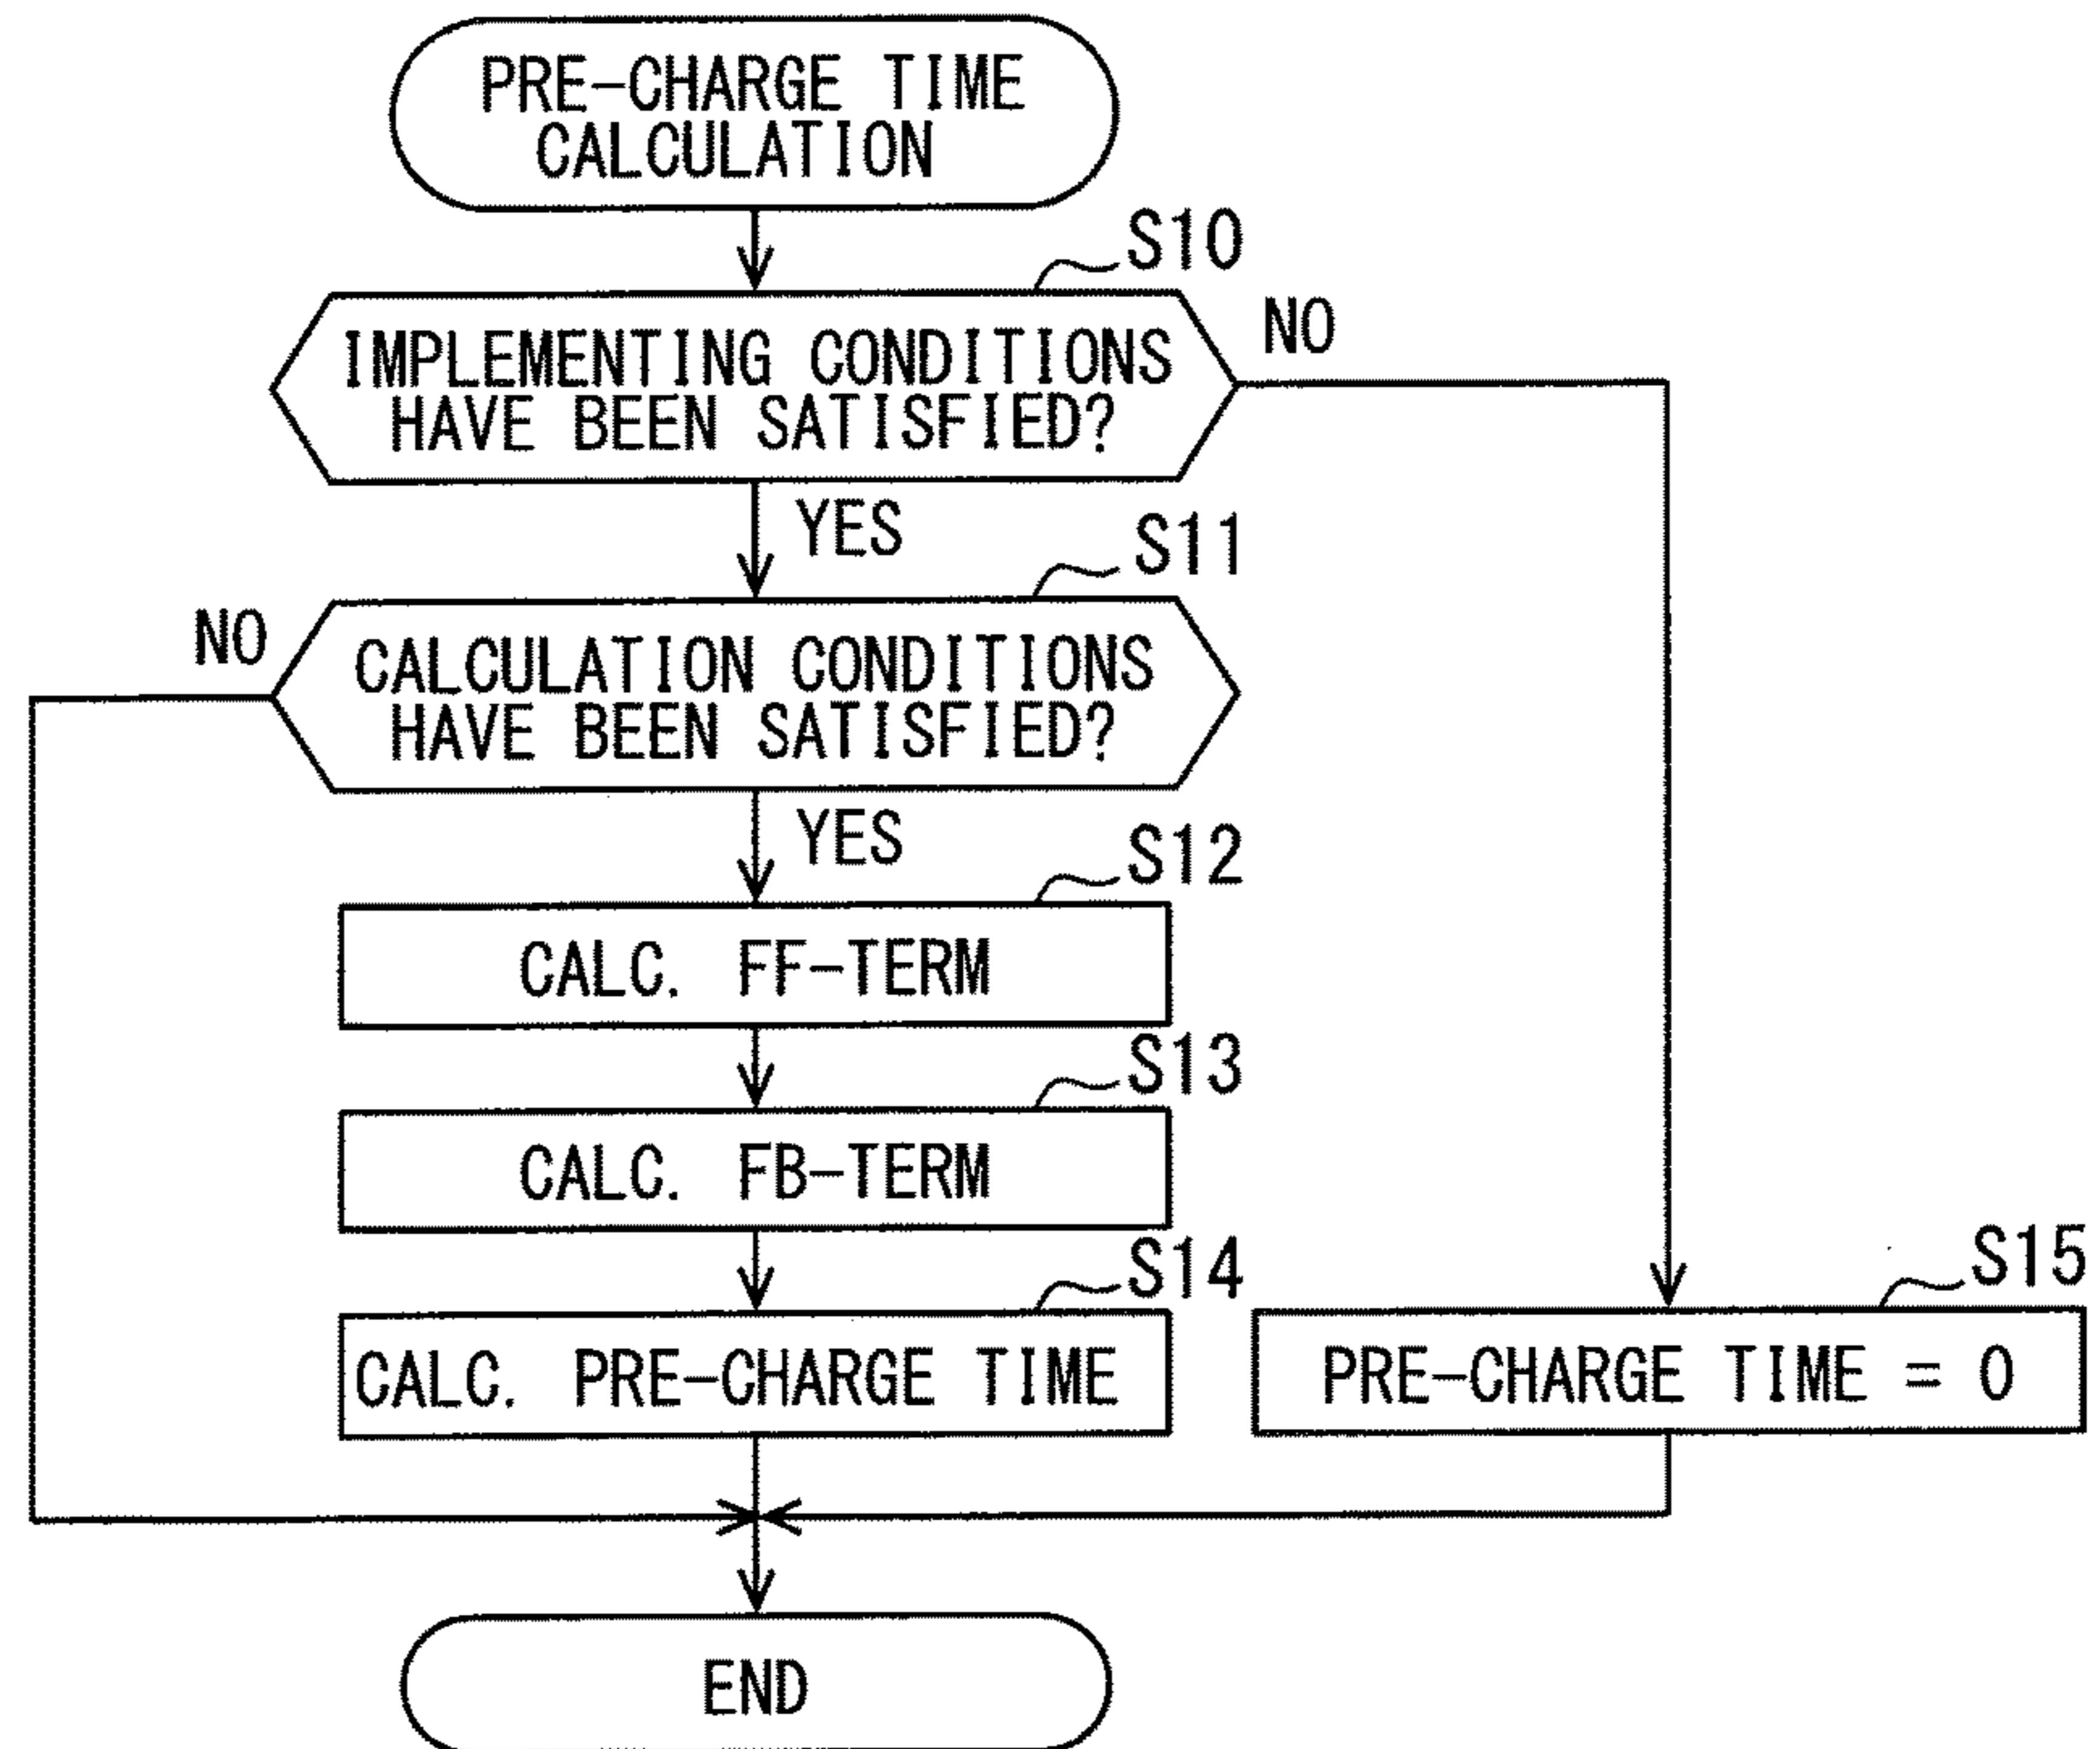 PRE-CHARGE TIME
CALCULATION
S10
IMPLEMENTING CONDITIONS
HAVE BEEN SATISFIED?
NO
YES
S11
NO
CALCULATION CONDITIONS
HAVE BEEN SATISFIED?
YES
S12
CALC. FF-TERM
S13
CALC. FB-TERM
S14
CALC. PRE-CHARGE TIME
S15
PRE-CHARGE TIME = 0
END